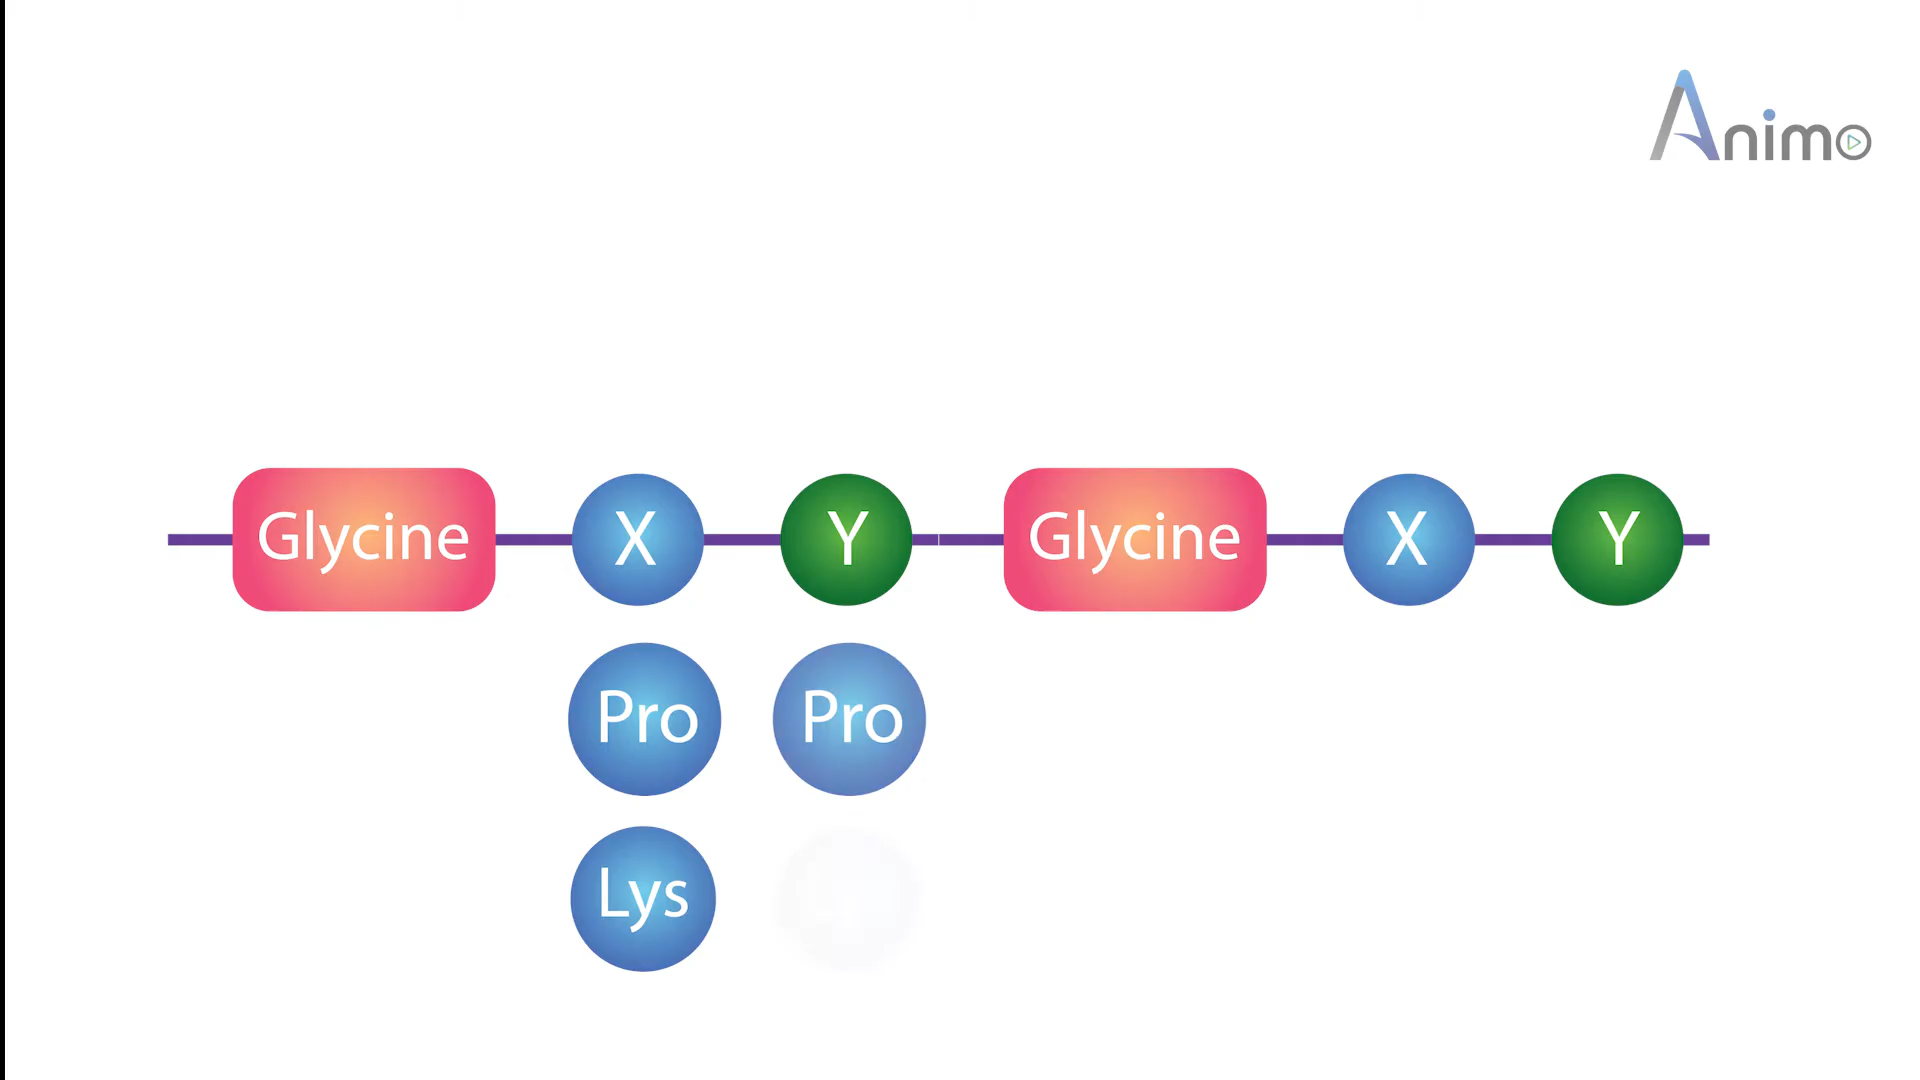 Animo
Glycine X Y Glycine X Y
Pro Pro
Lys